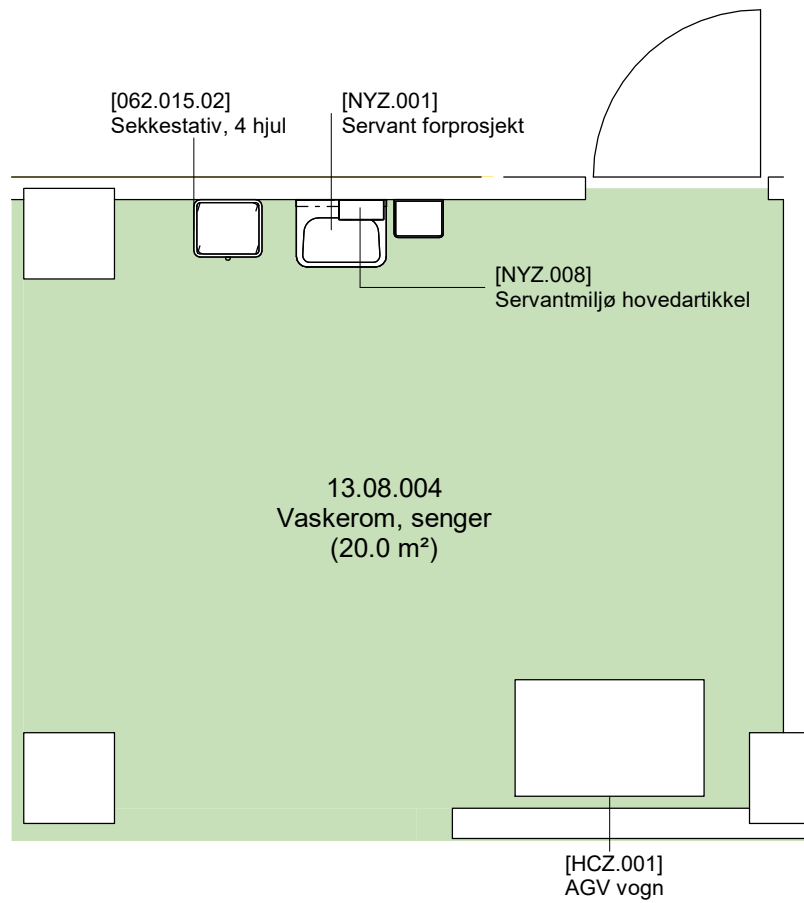 [062.015.02]
Sekkestativ, 4 hjul
[NYZ.001]
Servant forprosjekt
[NYZ.008]
Servantmiljø hovedartikkel
13.08.004
Vaskerom, senger
(20.0 m²)
[HCZ.001]
AGV vogn